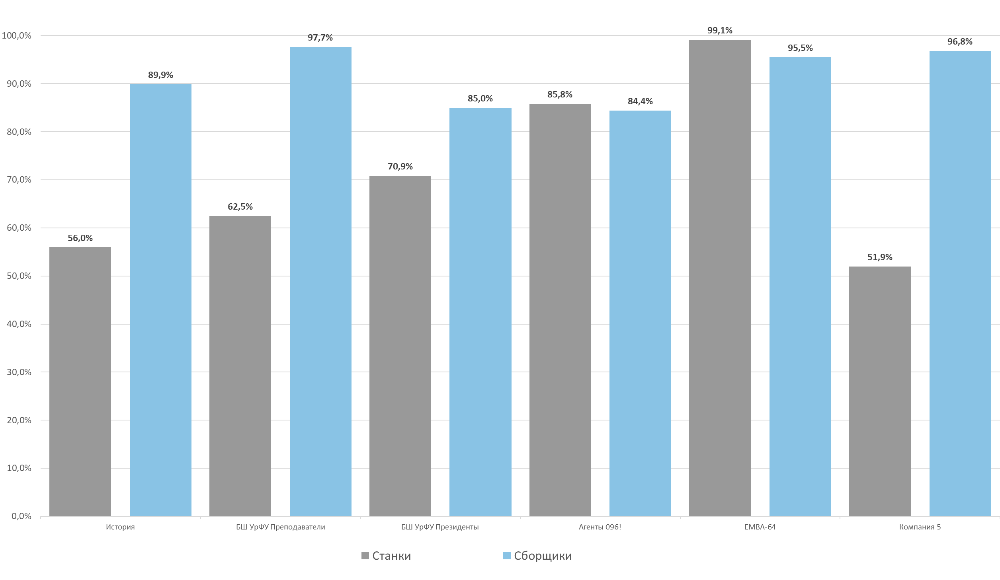 100,0%
90,0%
80,0%
70,0%
60,0%
50,0%
40,0%
30,0%
20,0%
10,0%
0,0%
56,0%
89,9%
62,5%
97,7%
70,9%
85,0%
85,8%
84,4%
99,1%
95,5%
51,9%
96,8%
История
БШ УрФУ Преподаватели
БШ УрФУ Президенты
Агенты 096!
EMBA-64
Компания 5
Станки
Сборщики